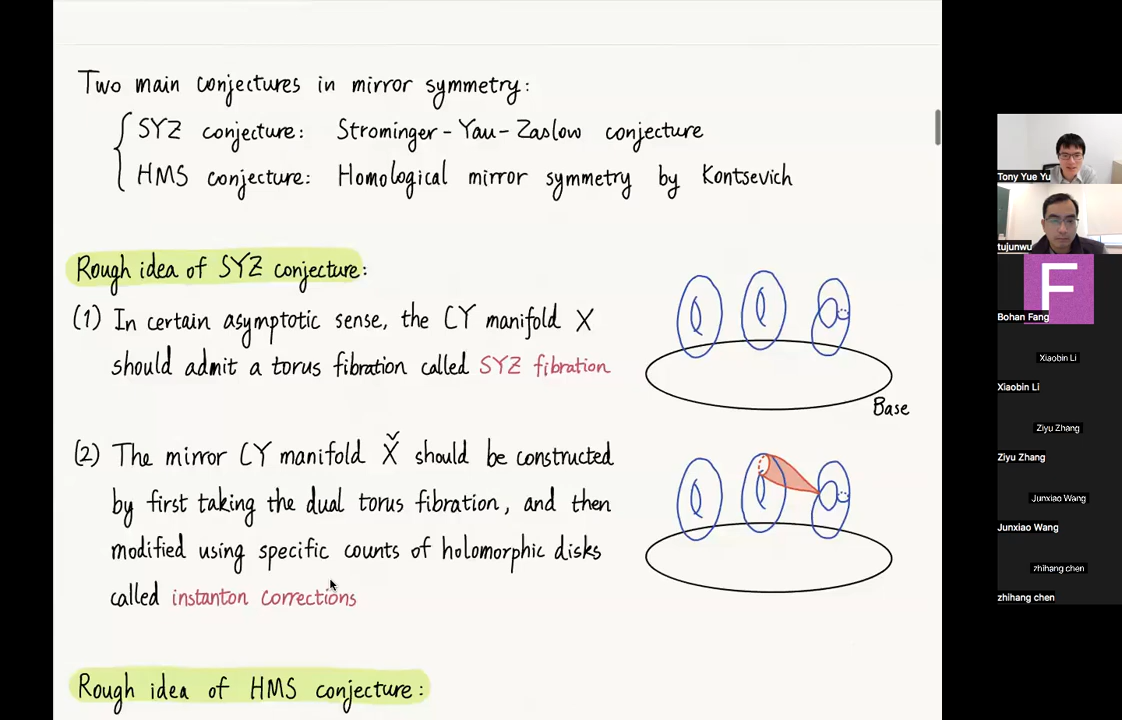 Two main conjectures in mirror symmetry:
SYZ conjecture: Strominger-Yau-Zaslow conjecture
HMS conjecture: Homological mirror symmetry by Kontsevich
Rough idea of SYZ conjecture:
(1) In certain asymptotic sense, the CY manifold X
should admit a torus fibration called SYZ fibration
Base
(2) The mirror CY manifold X̌ should be constructed
by first taking the dual torus fibration, and then
modified using specific counts of holomorphic disks
called instanton corrections
Rough idea of HMS conjecture:
Tony Yue Yu
tujunwu
F
Bohan Fang
Xiaobin Li
Xiaobin Li
Ziyu Zhang
Ziyu Zhang
Junxiao Wang
Junxiao Wang
zhihang chen
zhihang chen